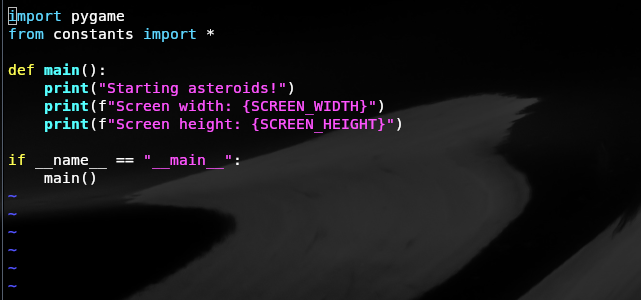 import pygame
from constants import *

def main():
    print("Starting asteroids!")
    print(f"Screen width: {SCREEN_WIDTH}")
    print(f"Screen height: {SCREEN_HEIGHT}")

if __name__ == "__main__":
    main()
~
~
~
~
~
~